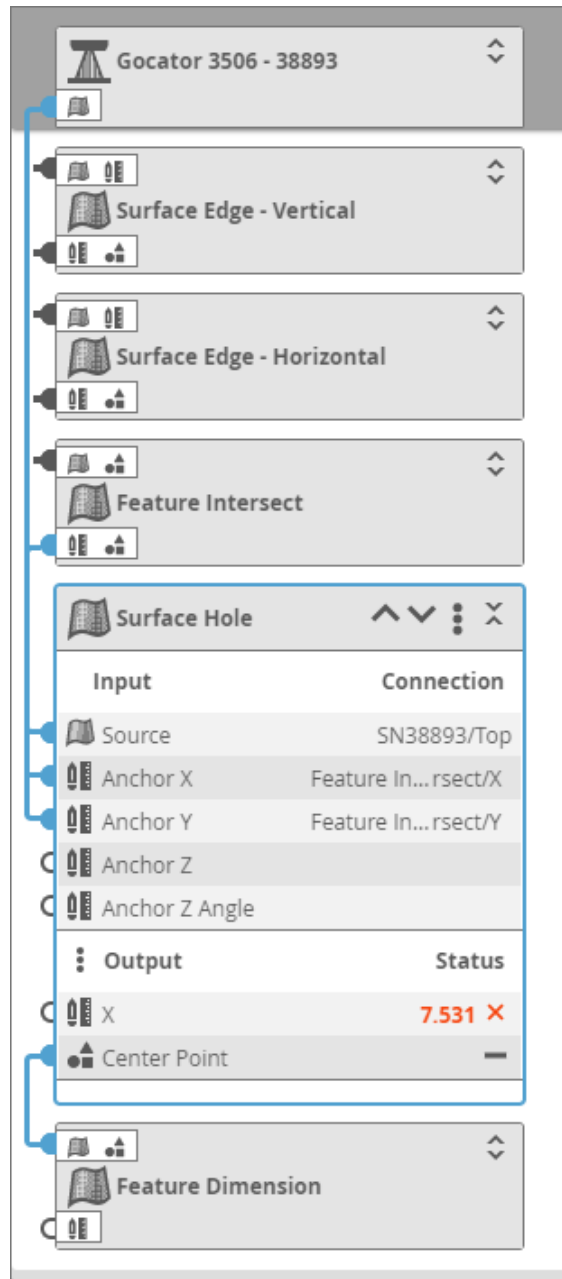 Gocator 3506 - 38893
Surface Edge - Vertical
Surface Edge - Horizontal
Feature Intersect
Surface Hole
Input Connection
Source SN38893/Top
Anchor X Feature In...rsect/X
Anchor Y Feature In...rsect/Y
Anchor Z
Anchor Z Angle
Output Status
X 7.531
Center Point
Feature Dimension